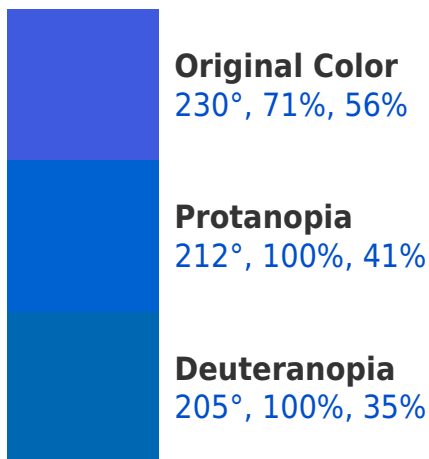 Original Color
230°, 71%, 56%
Protanopia
212°, 100%, 41%
Deuteranopia
205°, 100%, 35%